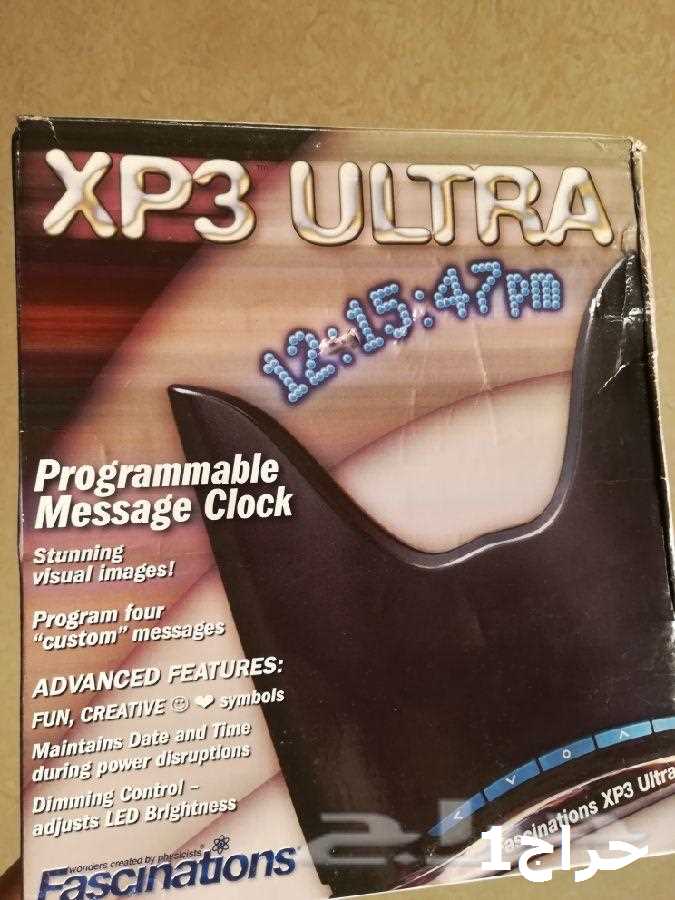 XP3™ ULTRA
12:15:47pm
Programmable
Message Clock
Stunning
visual images!
Program four
"custom" messages
ADVANCED FEATURES:
FUN, CREATIVE ☺ ❤ symbols
Maintains Date and Time
during power disruptions
Dimming Control –
adjusts LED Brightness
wonders created by physicists
Fascinations
Fascinations XP3 Ultra
حراج
حراج1